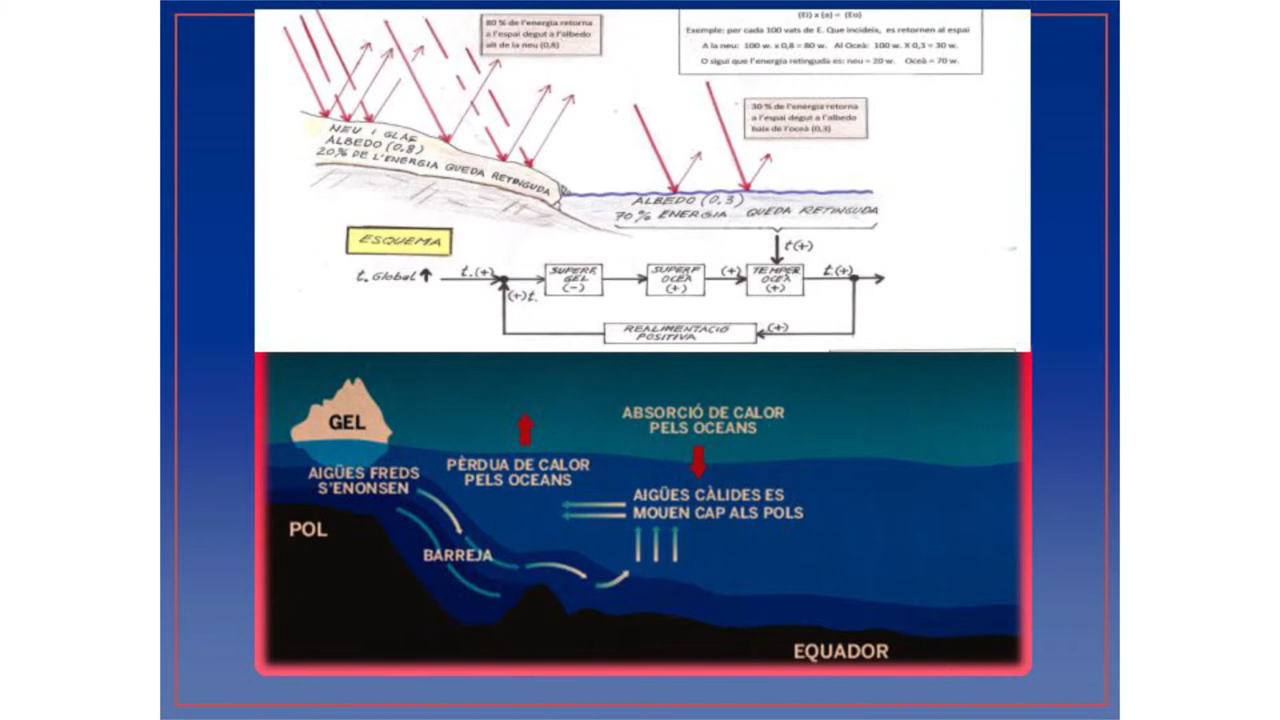 80 % de l'energia retorna
a l'espai degut a l'albedo
alt de la neu (0,8)
(Ei) x (a) = (Eo)
Exemple: per cada 100 vats de E. Que incideix, es retornen al espai
A la neu: 100 w. x 0,8 = 80 w. Al Oceà: 100 w. X 0,3 = 30 w.
O sigui que l'energia retinguda es: neu = 20 w. Oceà = 70 w.
30 % de l'energia retorna
a l'espai degut a l'albedo
baix de l'oceà (0,3)
NEU I GLAÇ
ALBEDO (0,8)
20% DE L'ENERGIA QUEDA RETINGUDA
ALBEDO (0,3)
70% ENERGIA QUEDA RETINGUDA
ESQUEMA
t(+)
t. Global
t.(+)
SUPERF.
GEL
(-)
SUPERF
OCEÀ
(+)
(+)
TEMPER
OCEÀ
(+)
t.(+)
(+)t.
REALIMENTACIÓ
POSITIVA
(+)
GEL
ABSORCIÓ DE CALOR
PELS OCEANS
AIGÜES FREDS
S'ENONSEN
PÈRDUA DE CALOR
PELS OCEANS
AIGÜES CÀLIDES ES
MOUEN CAP ALS POLS
POL
BARREJA
EQUADOR